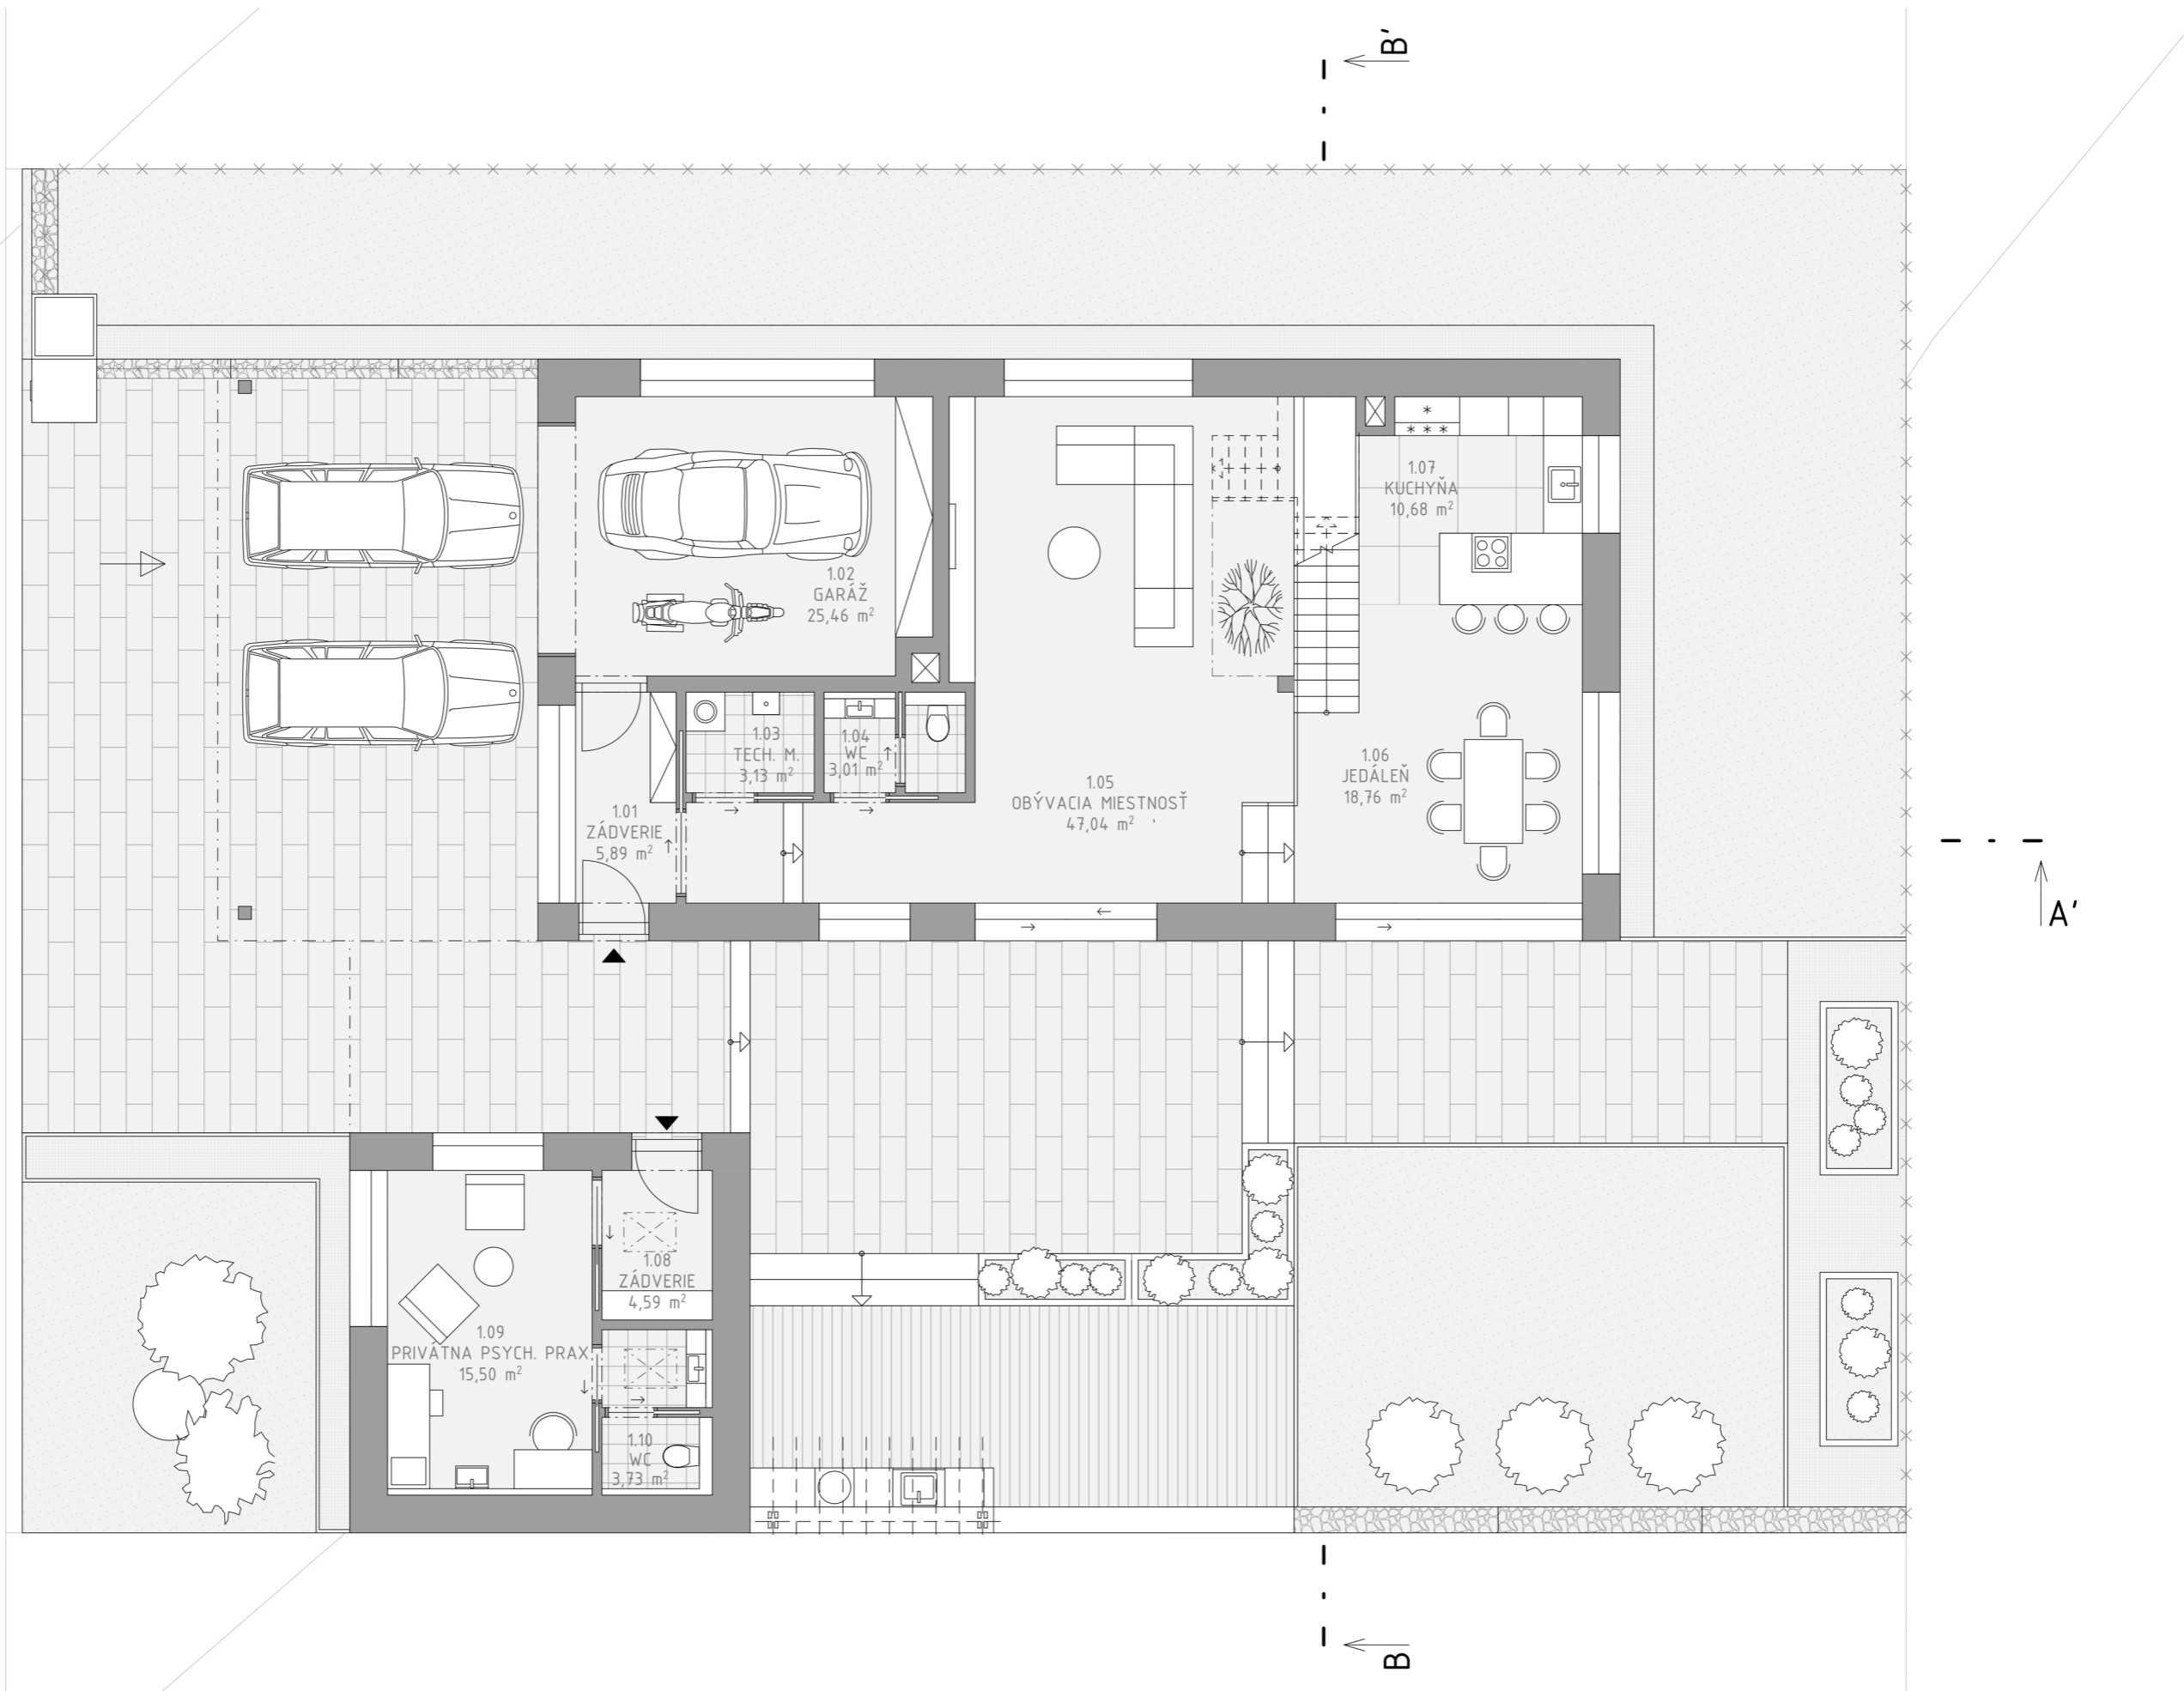 B'
1.07
KUCHYŇA
10,68 m²
1.02
GARÁŽ
25,46 m²
1.03
TECH. M.
3,13 m²
1.04
WC
3,01 m²
1.05
OBÝVACIA MIESTNOSŤ
47,04 m²
1.06
JEDÁLEŇ
18,76 m²
1.01
ZÁDVERIE
5,89 m²
A'
1.08
ZÁDVERIE
4,59 m²
1.09
PRIVÁTNA PSYCH. PRAX.
15,50 m²
1.10
WC
3,73 m²
B